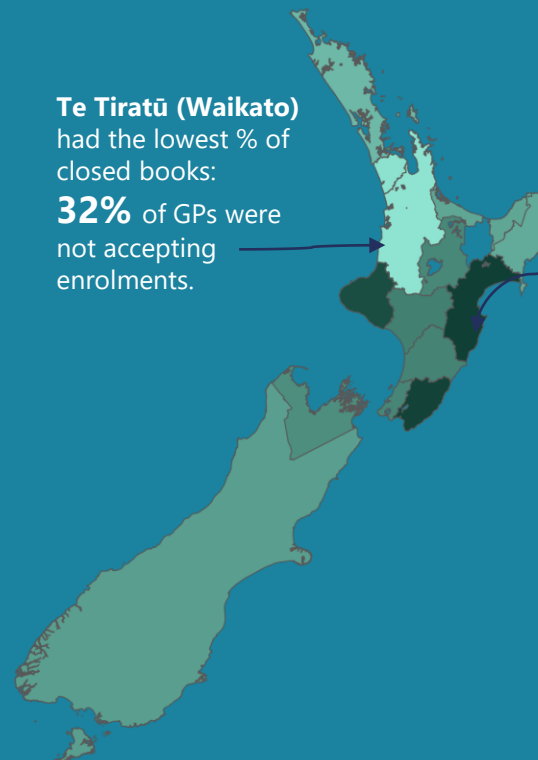 Te Tiratū (Waikato)
had the lowest % of
closed books:
32% of GPs were
not accepting
enrolments.